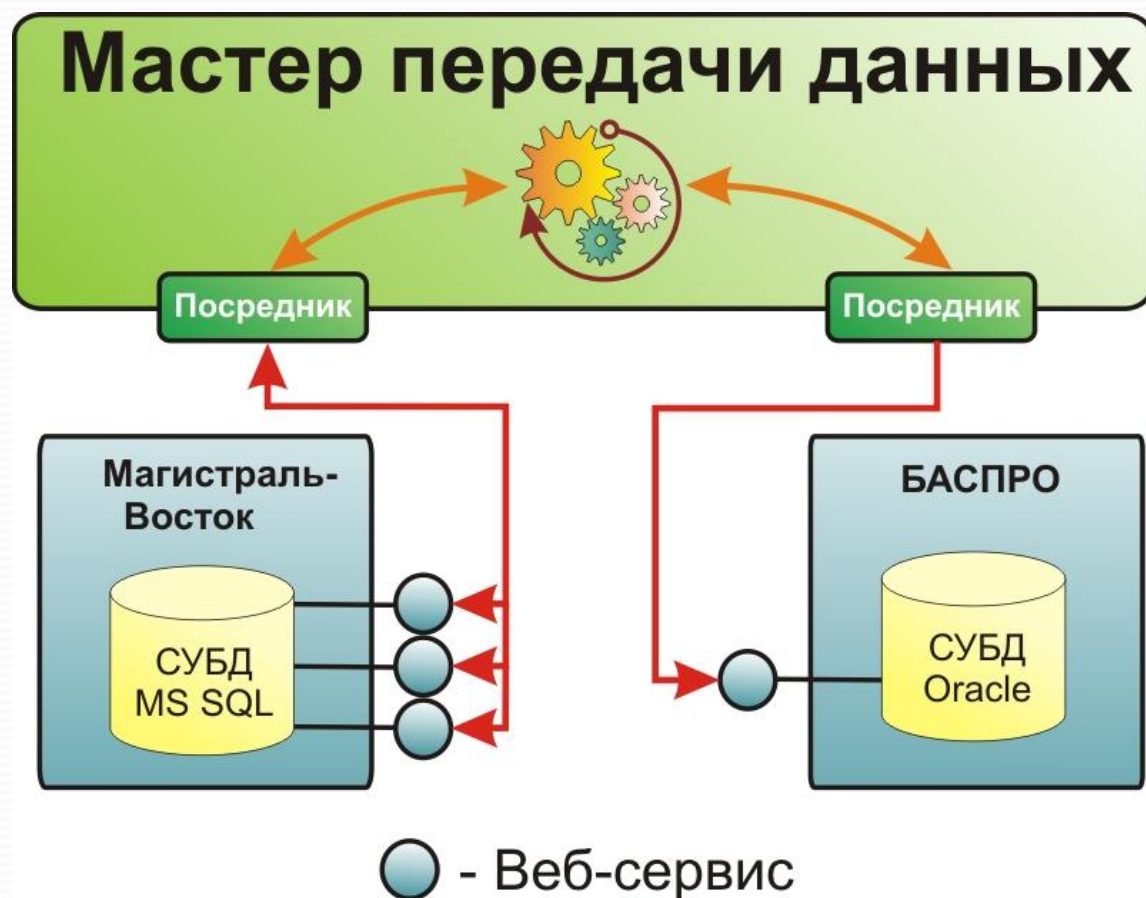 Мастер передачи данных
Посредник
Посредник
Магистраль-
Восток
СУБД
MS SQL
БАСПРО
СУБД
Oracle
- Веб-сервис